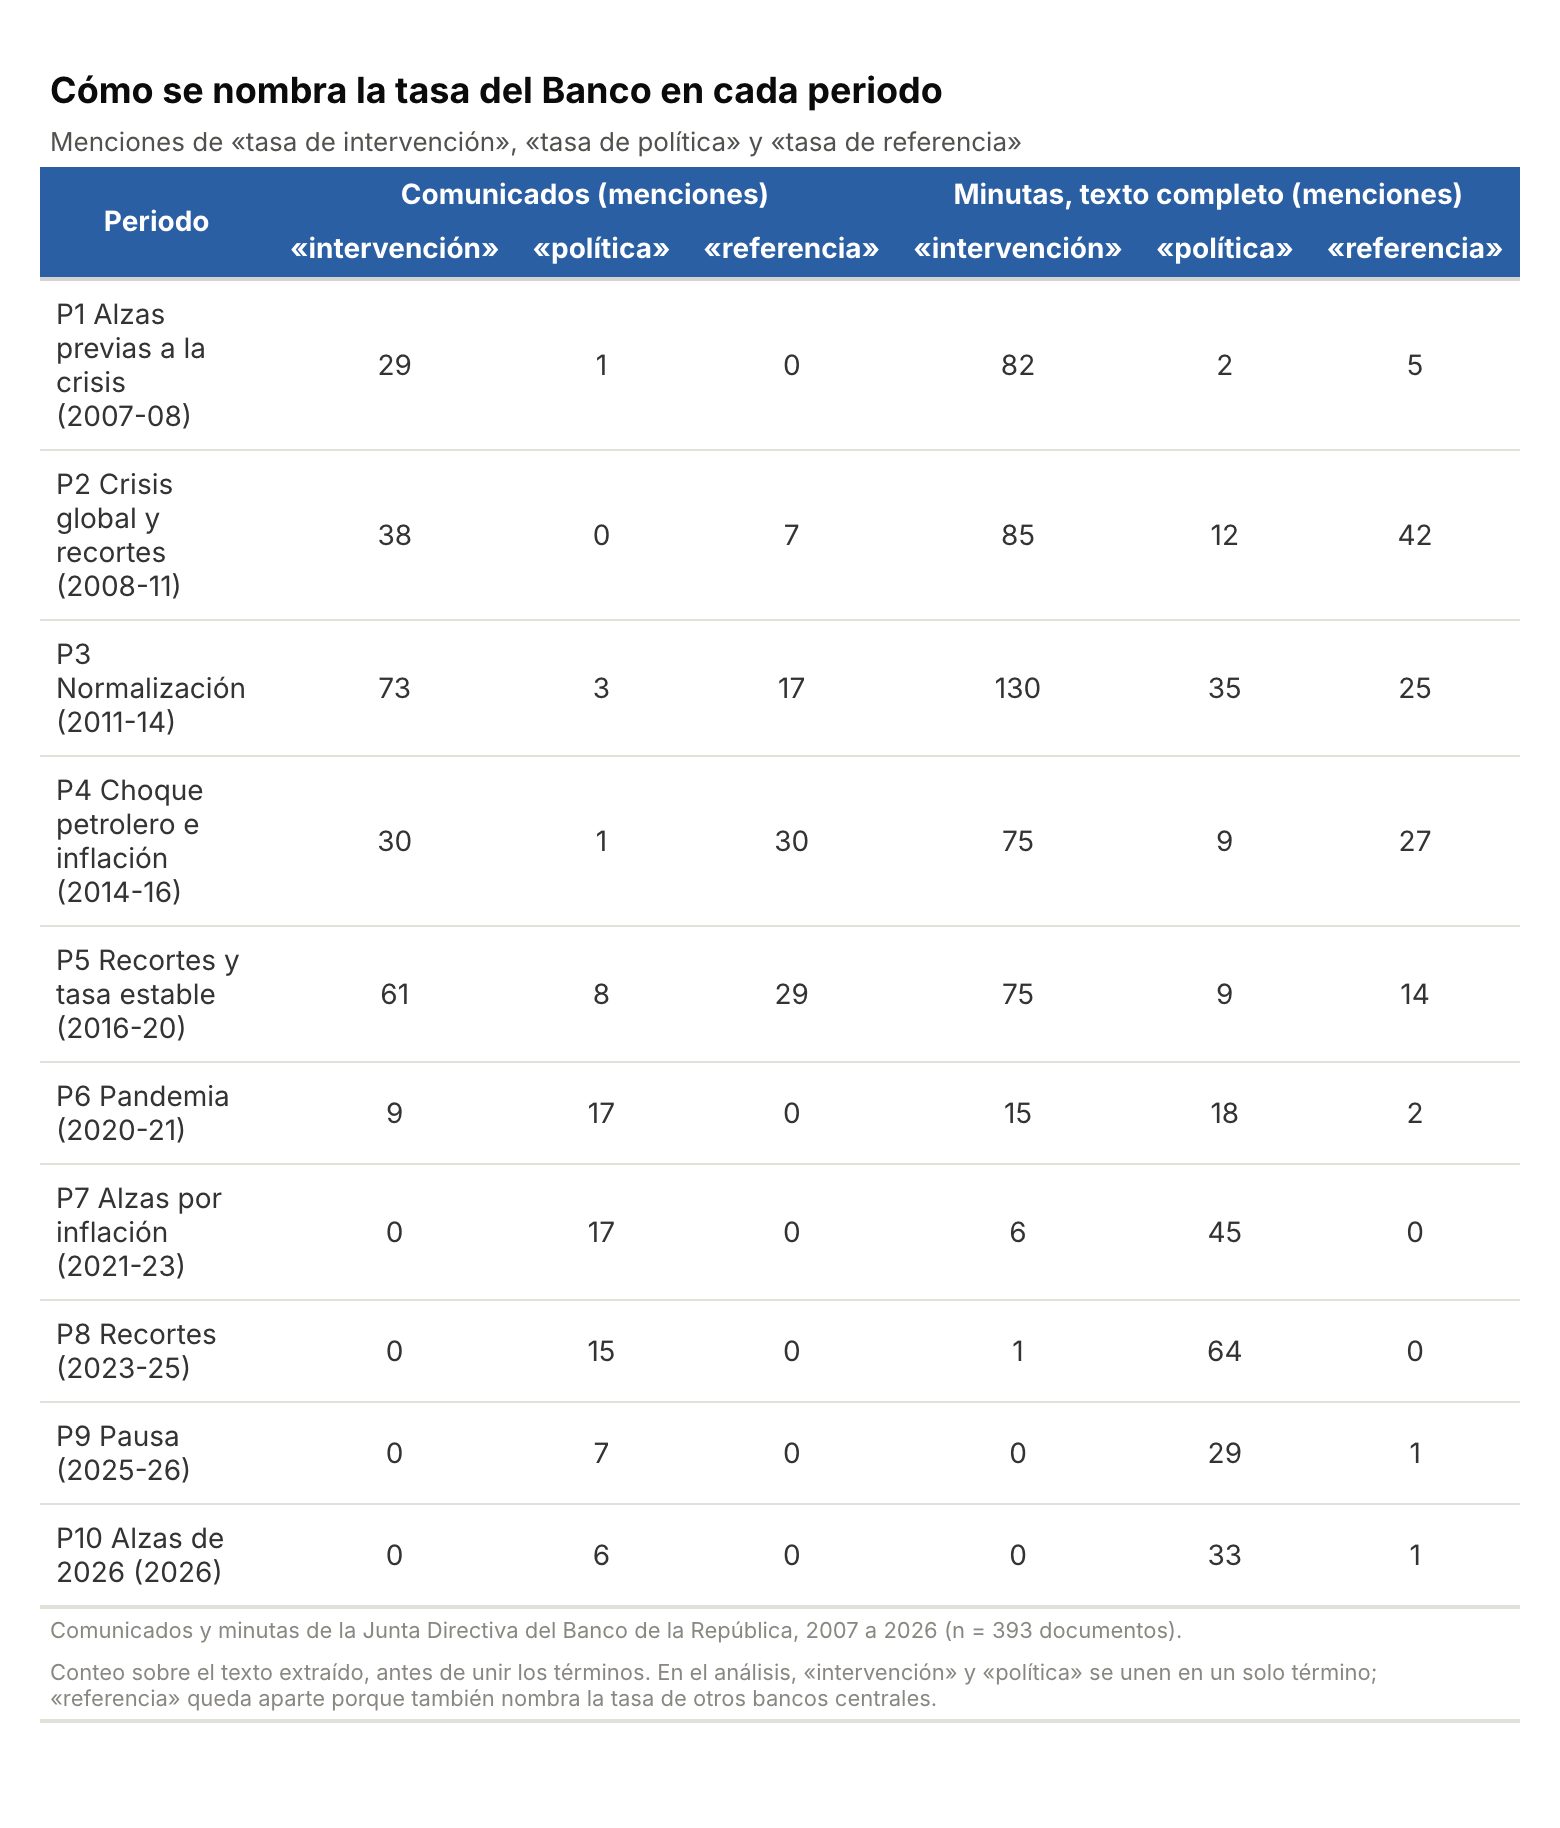 Cómo se nombra la tasa del Banco en cada periodo
Menciones de «tasa de intervención», «tasa de política» y «tasa de referencia»
Periodo
Comunicados (menciones)
Minutas, texto completo (menciones)
«intervención» «política» «referencia» «intervención» «política» «referencia»
P1 Alzas
previas a la
crisis
(2007-08)
29 1 0 82 2 5
P2 Crisis
global y
recortes
(2008-11)
38 0 7 85 12 42
P3
Normalización
(2011-14)
73 3 17 130 35 25
P4 Choque
petrolero e
inflación
(2014-16)
30 1 30 75 9 27
P5 Recortes y
tasa estable
(2016-20)
61 8 29 75 9 14
P6 Pandemia
(2020-21)
9 17 0 15 18 2
P7 Alzas por
inflación
(2021-23)
0 17 0 6 45 0
P8 Recortes
(2023-25)
0 15 0 1 64 0
P9 Pausa
(2025-26)
0 7 0 0 29 1
P10 Alzas de
2026 (2026)
0 6 0 0 33 1
Comunicados y minutas de la Junta Directiva del Banco de la República, 2007 a 2026 (n = 393 documentos).
Conteo sobre el texto extraído, antes de unir los términos. En el análisis, «intervención» y «política» se unen en un solo término;
«referencia» queda aparte porque también nombra la tasa de otros bancos centrales.